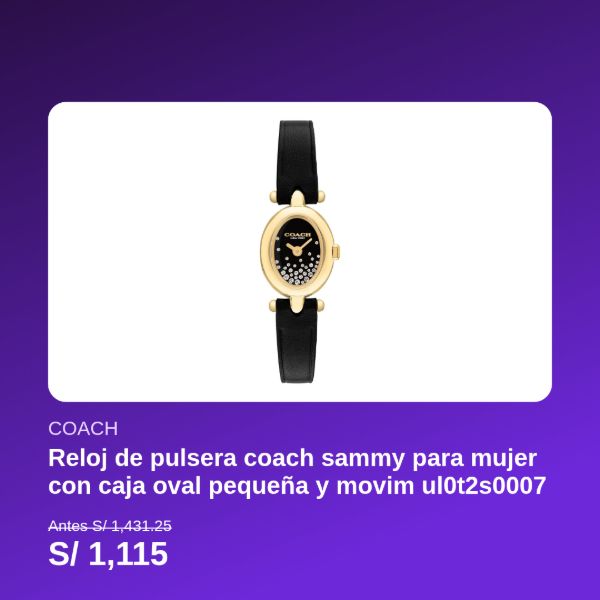 COACH
COACH
Reloj de pulsera coach sammy para mujer
con caja oval pequeña y movim ul0t2s0007
Antes S/ 1,431.25
S/ 1,115